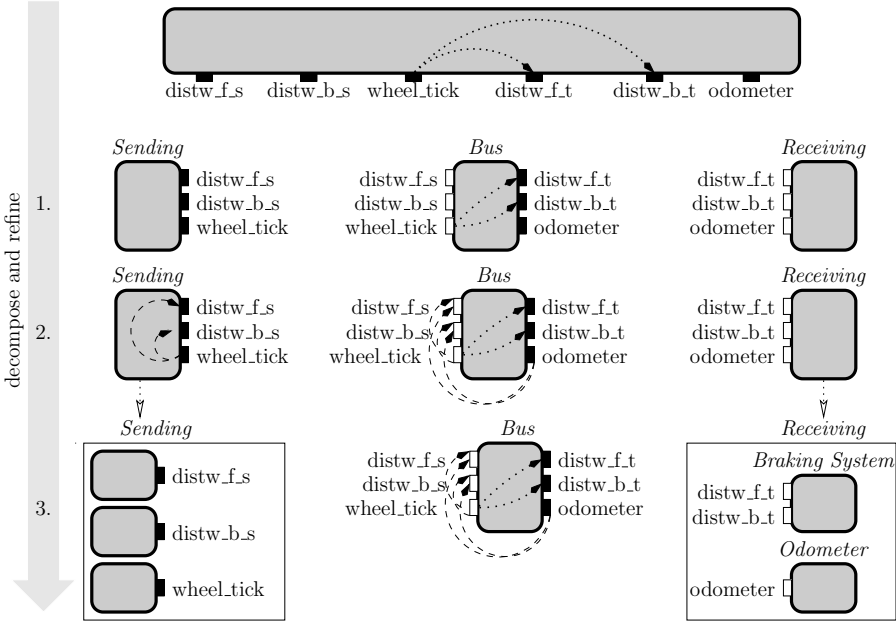 distw_f_s distw_b_s wheel_tick distw_f_t distw_b_t odometer
decompose and refine
Sending Bus Receiving
distw_f_s distw_f_s distw_f_t distw_f_t
1. distw_b_s distw_b_s distw_b_t distw_b_t
wheel_tick wheel_tick odometer odometer
Sending Bus Receiving
distw_f_s distw_f_s distw_f_t distw_f_t
2. distw_b_s distw_b_s distw_b_t distw_b_t
wheel_tick wheel_tick odometer odometer
Sending Bus Receiving
distw_f_s distw_f_t Braking System
distw_f_s distw_b_s distw_b_t distw_f_t
3. wheel_tick odometer distw_b_t
distw_b_s Odometer
wheel_tick odometer